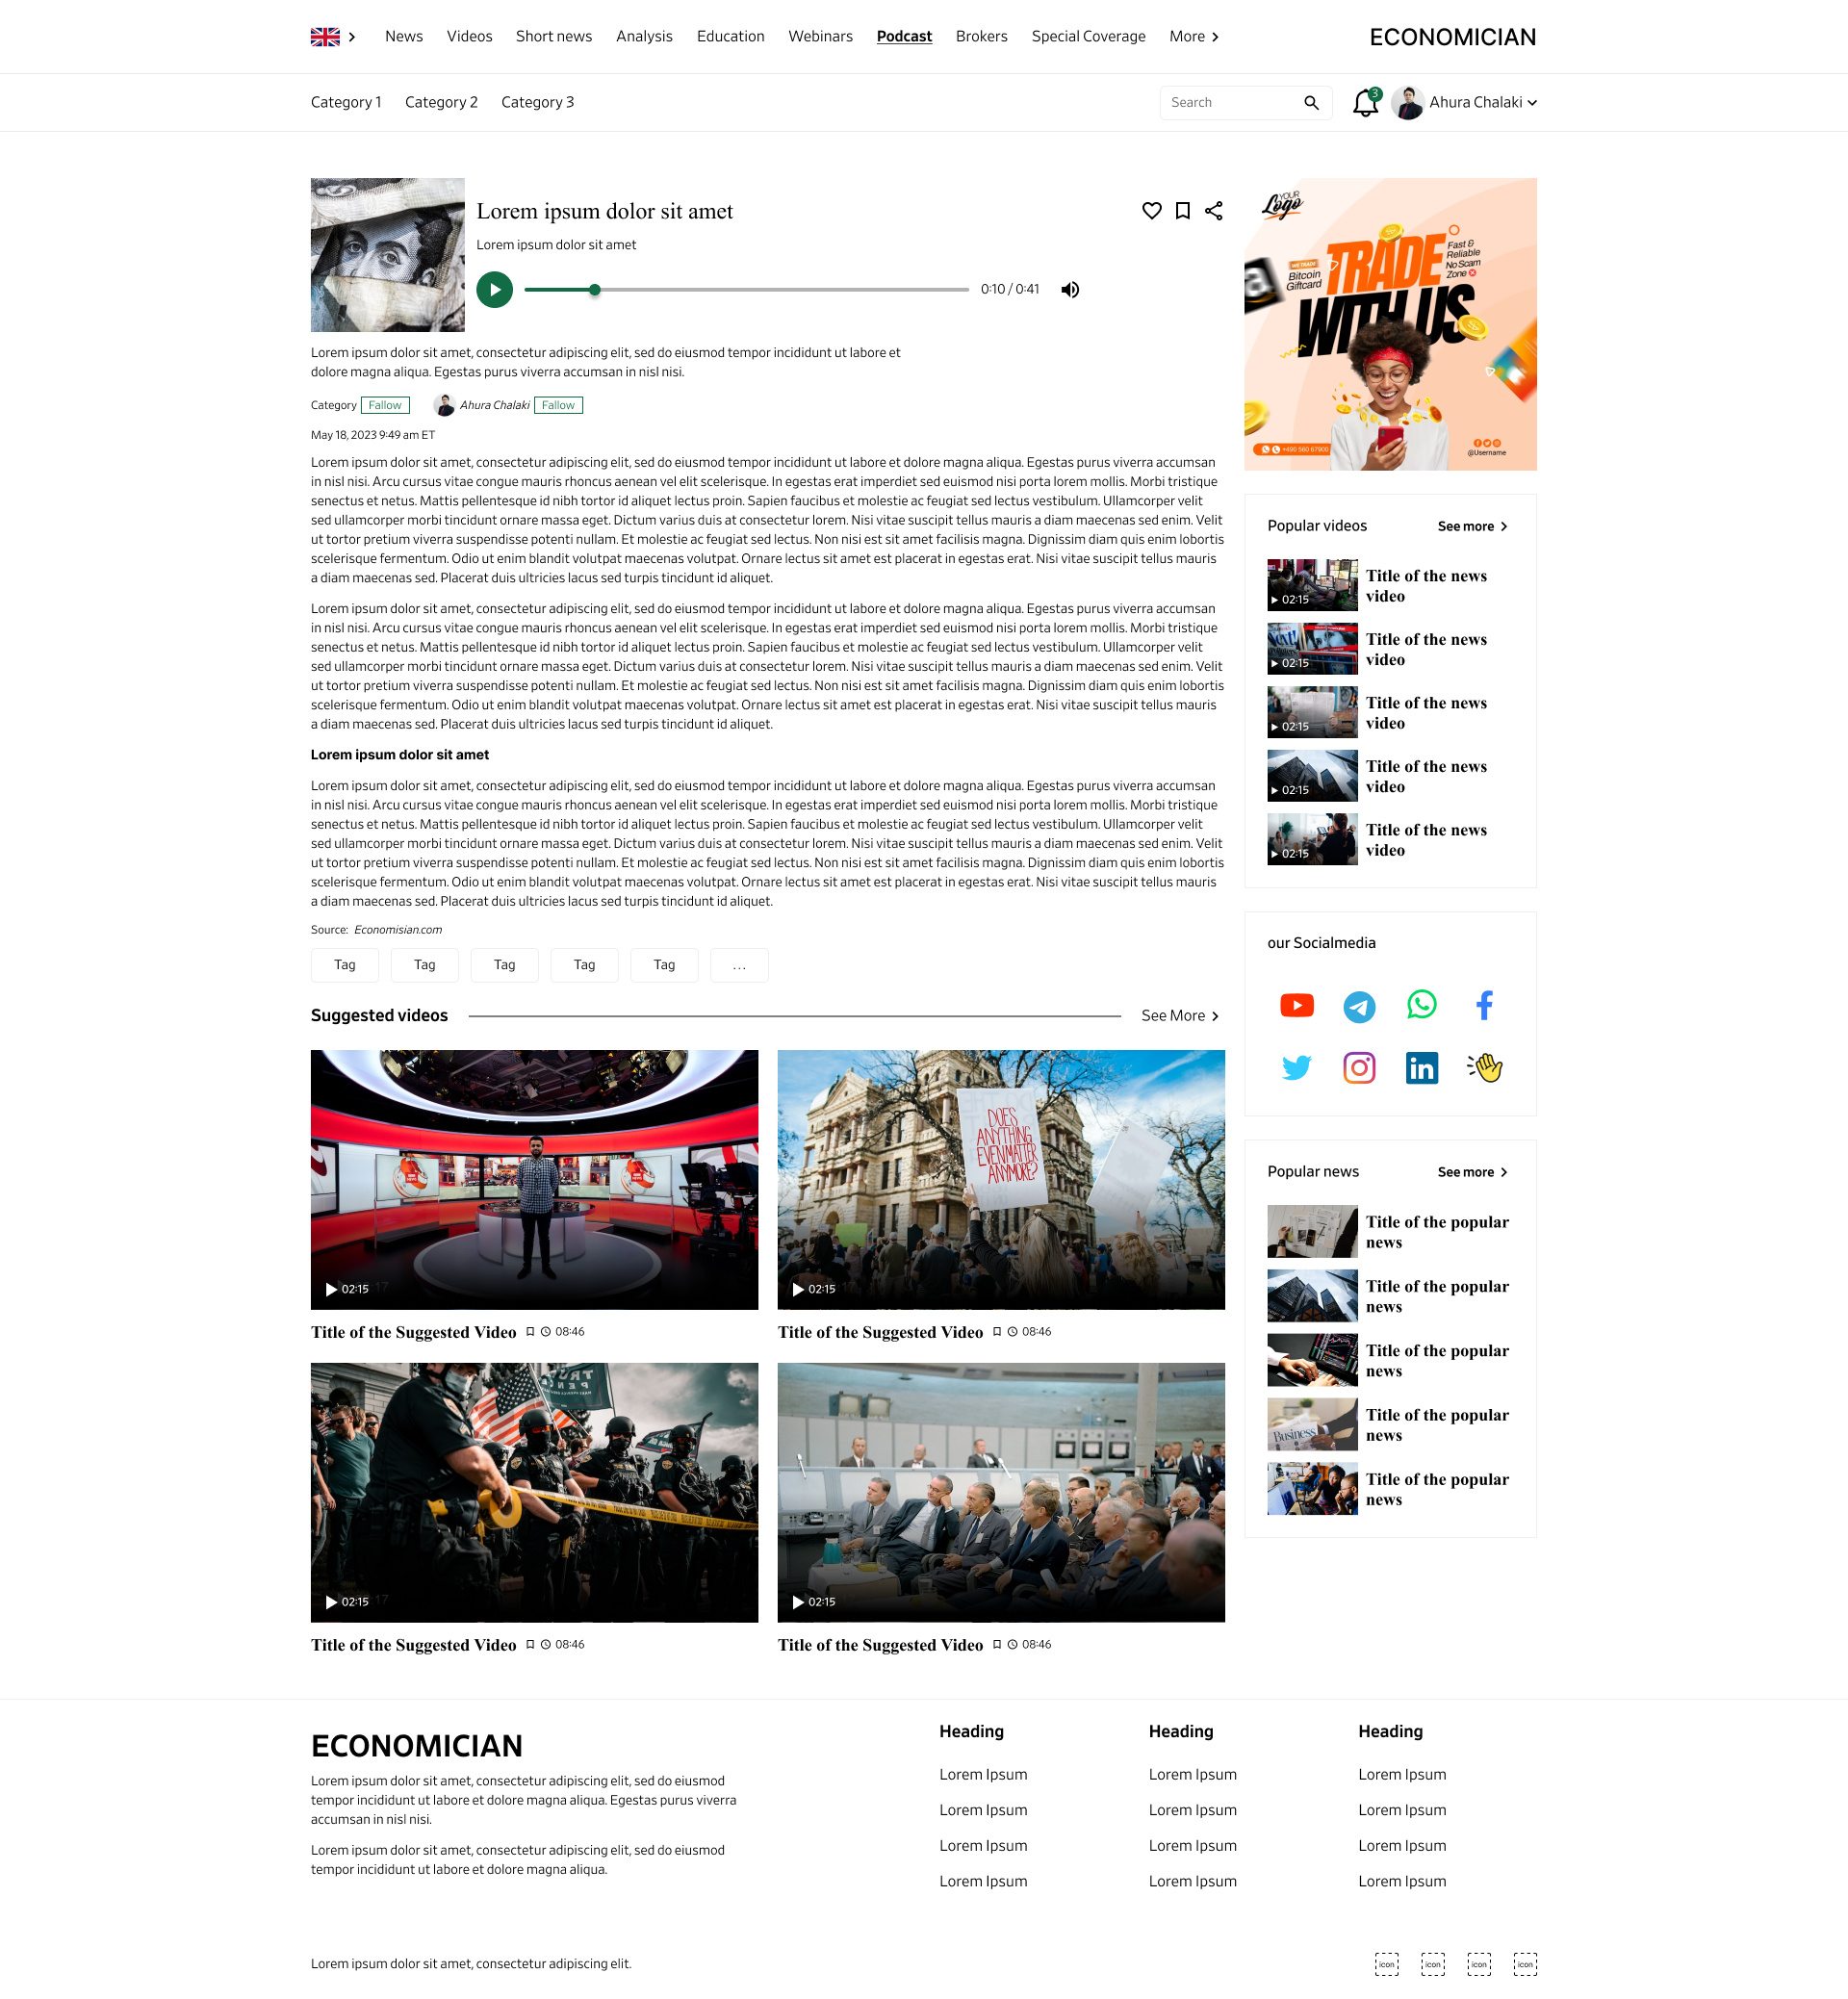 News Videos Short news Analysis Education Webinars Podcast Brokers Special Coverage More
ECONOMICIAN
Category 1 Category 2 Category 3
Search
3
Ahura Chalaki
Lorem ipsum dolor sit amet
Lorem ipsum dolor sit amet
0:10 / 0:41
Lorem ipsum dolor sit amet, consectetur adipiscing elit, sed do eiusmod tempor incididunt ut labore et
dolore magna aliqua. Egestas purus viverra accumsan in nisl nisi.
Category Fallow Ahura Chalaki Fallow
May 18, 2023 9:49 am ET
Lorem ipsum dolor sit amet, consectetur adipiscing elit, sed do eiusmod tempor incididunt ut labore et dolore magna aliqua. Egestas purus viverra accumsan
in nisl nisi. Arcu cursus vitae congue mauris rhoncus aenean vel elit scelerisque. In egestas erat imperdiet sed euismod nisi porta lorem mollis. Morbi tristique
senectus et netus. Mattis pellentesque id nibh tortor id aliquet lectus proin. Sapien faucibus et molestie ac feugiat sed lectus vestibulum. Ullamcorper velit
sed ullamcorper morbi tincidunt ornare massa eget. Dictum varius duis at consectetur lorem. Nisi vitae suscipit tellus mauris a diam maecenas sed enim. Velit
ut tortor pretium viverra suspendisse potenti nullam. Et molestie ac feugiat sed lectus. Non nisi est sit amet facilisis magna. Dignissim diam quis enim lobortis
scelerisque fermentum. Odio ut enim blandit volutpat maecenas volutpat. Ornare lectus sit amet est placerat in egestas erat. Nisi vitae suscipit tellus mauris
a diam maecenas sed. Placerat duis ultricies lacus sed turpis tincidunt id aliquet.
Lorem ipsum dolor sit amet, consectetur adipiscing elit, sed do eiusmod tempor incididunt ut labore et dolore magna aliqua. Egestas purus viverra accumsan
in nisl nisi. Arcu cursus vitae congue mauris rhoncus aenean vel elit scelerisque. In egestas erat imperdiet sed euismod nisi porta lorem mollis. Morbi tristique
senectus et netus. Mattis pellentesque id nibh tortor id aliquet lectus proin. Sapien faucibus et molestie ac feugiat sed lectus vestibulum. Ullamcorper velit
sed ullamcorper morbi tincidunt ornare massa eget. Dictum varius duis at consectetur lorem. Nisi vitae suscipit tellus mauris a diam maecenas sed enim. Velit
ut tortor pretium viverra suspendisse potenti nullam. Et molestie ac feugiat sed lectus. Non nisi est sit amet facilisis magna. Dignissim diam quis enim lobortis
scelerisque fermentum. Odio ut enim blandit volutpat maecenas volutpat. Ornare lectus sit amet est placerat in egestas erat. Nisi vitae suscipit tellus mauris
a diam maecenas sed. Placerat duis ultricies lacus sed turpis tincidunt id aliquet.
Lorem ipsum dolor sit amet
Lorem ipsum dolor sit amet, consectetur adipiscing elit, sed do eiusmod tempor incididunt ut labore et dolore magna aliqua. Egestas purus viverra accumsan
in nisl nisi. Arcu cursus vitae congue mauris rhoncus aenean vel elit scelerisque. In egestas erat imperdiet sed euismod nisi porta lorem mollis. Morbi tristique
senectus et netus. Mattis pellentesque id nibh tortor id aliquet lectus proin. Sapien faucibus et molestie ac feugiat sed lectus vestibulum. Ullamcorper velit
sed ullamcorper morbi tincidunt ornare massa eget. Dictum varius duis at consectetur lorem. Nisi vitae suscipit tellus mauris a diam maecenas sed enim. Velit
ut tortor pretium viverra suspendisse potenti nullam. Et molestie ac feugiat sed lectus. Non nisi est sit amet facilisis magna. Dignissim diam quis enim lobortis
scelerisque fermentum. Odio ut enim blandit volutpat maecenas volutpat. Ornare lectus sit amet est placerat in egestas erat. Nisi vitae suscipit tellus mauris
a diam maecenas sed. Placerat duis ultricies lacus sed turpis tincidunt id aliquet.
Source: Economisian.com
Tag Tag Tag Tag Tag ...
Suggested videos See More
DOES
ANYTHING
EVEN MATTER
ANYMORE?
02:15
02:15
Title of the Suggested Video 08:46
Title of the Suggested Video 08:46
02:15
02:15
Title of the Suggested Video 08:46
Title of the Suggested Video 08:46
YOUR
Logo
WE TRADE
Bitcoin
Giftcard
TRADE
WITH US
Fast &
Reliable
No Scam
Zone
+495 560 67900
@Username
Popular videos See more
02:15
Title of the news
video
02:15
Title of the news
video
02:15
Title of the news
video
02:15
Title of the news
video
02:15
Title of the news
video
our Socialmedia
Popular news See more
Title of the popular
news
Title of the popular
news
Title of the popular
news
Business
Title of the popular
news
Title of the popular
news
ECONOMICIAN
Lorem ipsum dolor sit amet, consectetur adipiscing elit, sed do eiusmod
tempor incididunt ut labore et dolore magna aliqua. Egestas purus viverra
accumsan in nisl nisi.
Lorem ipsum dolor sit amet, consectetur adipiscing elit, sed do eiusmod
tempor incididunt ut labore et dolore magna aliqua.
Heading
Lorem Ipsum
Lorem Ipsum
Lorem Ipsum
Lorem Ipsum
Heading
Lorem Ipsum
Lorem Ipsum
Lorem Ipsum
Lorem Ipsum
Heading
Lorem Ipsum
Lorem Ipsum
Lorem Ipsum
Lorem Ipsum
Lorem ipsum dolor sit amet, consectetur adipiscing elit.
icon icon icon icon